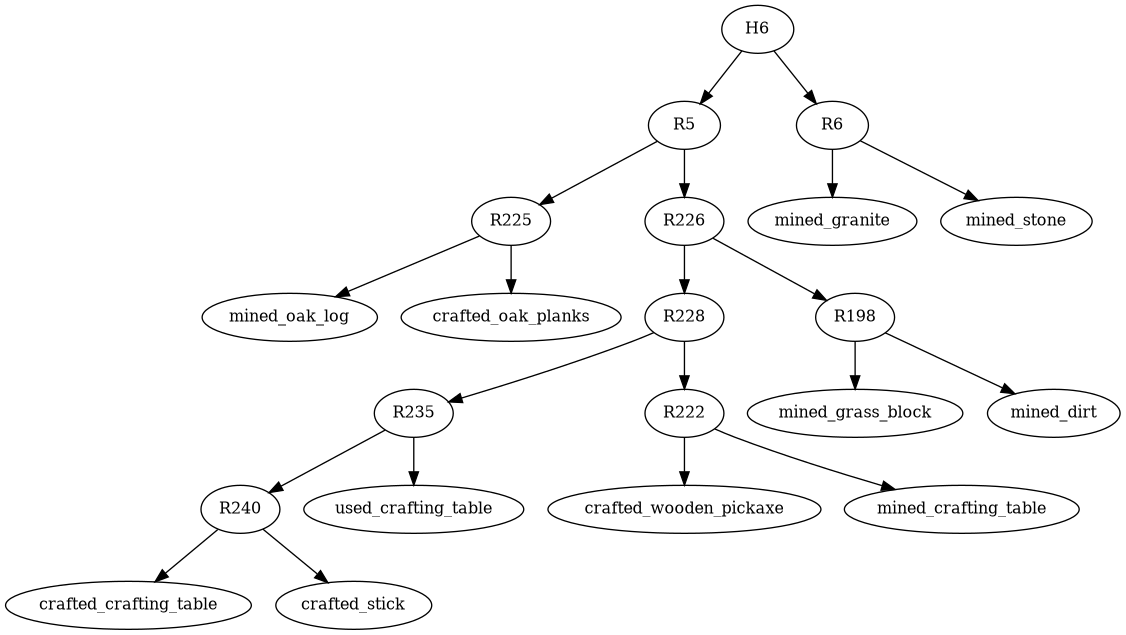 H6
R5
R6
R225
R226
mined_granite
mined_stone
mined_oak_log
crafted_oak_planks
R228
R198
R235
R222
mined_grass_block
mined_dirt
R240
used_crafting_table
crafted_wooden_pickaxe
mined_crafting_table
crafted_crafting_table
crafted_stick